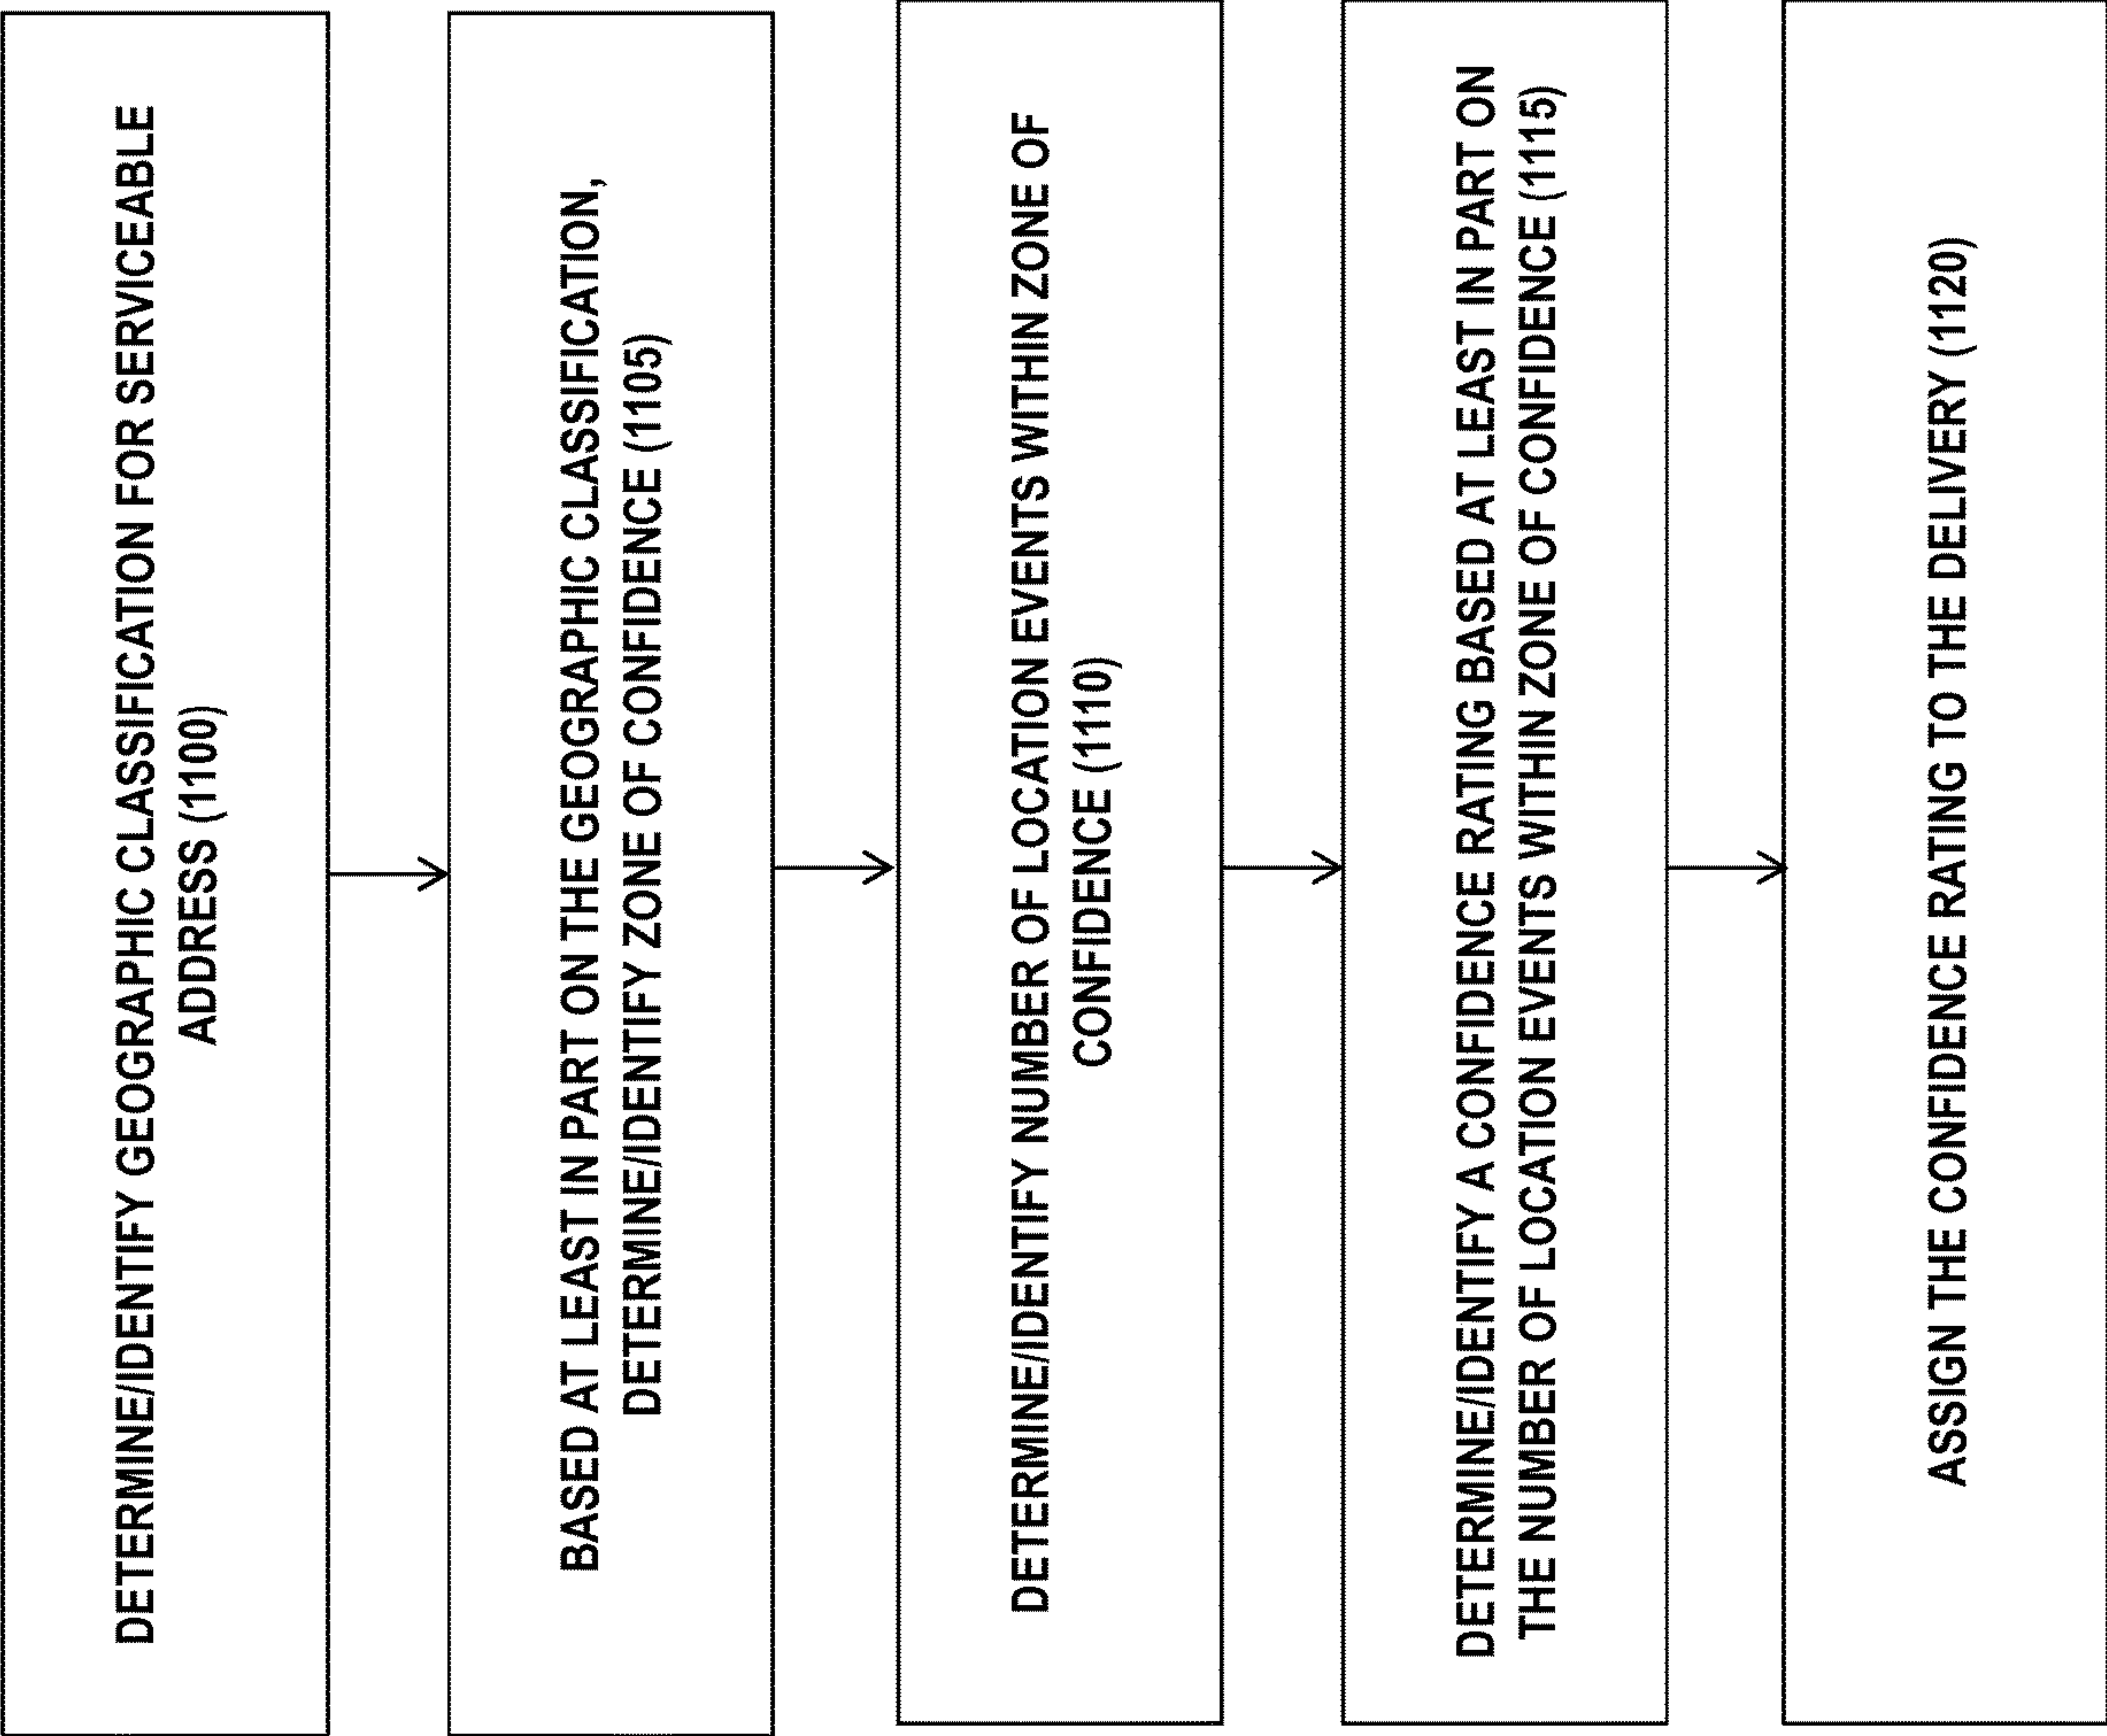 DETERMINE/IDENTIFY GEOGRAPHIC CLASSIFICATION FOR SERVICEABLE
ADDRESS (1100)
BASED AT LEAST IN PART ON THE GEOGRAPHIC CLASSIFICATION,
DETERMINE/IDENTIFY ZONE OF CONFIDENCE (1105)
DETERMINE/IDENTIFY NUMBER OF LOCATION EVENTS WITHIN ZONE OF
CONFIDENCE (1110)
DETERMINE/IDENTIFY A CONFIDENCE RATING BASED AT LEAST IN PART ON
THE NUMBER OF LOCATION EVENTS WITHIN ZONE OF CONFIDENCE (1115)
ASSIGN THE CONFIDENCE RATING TO THE DELIVERY (1120)